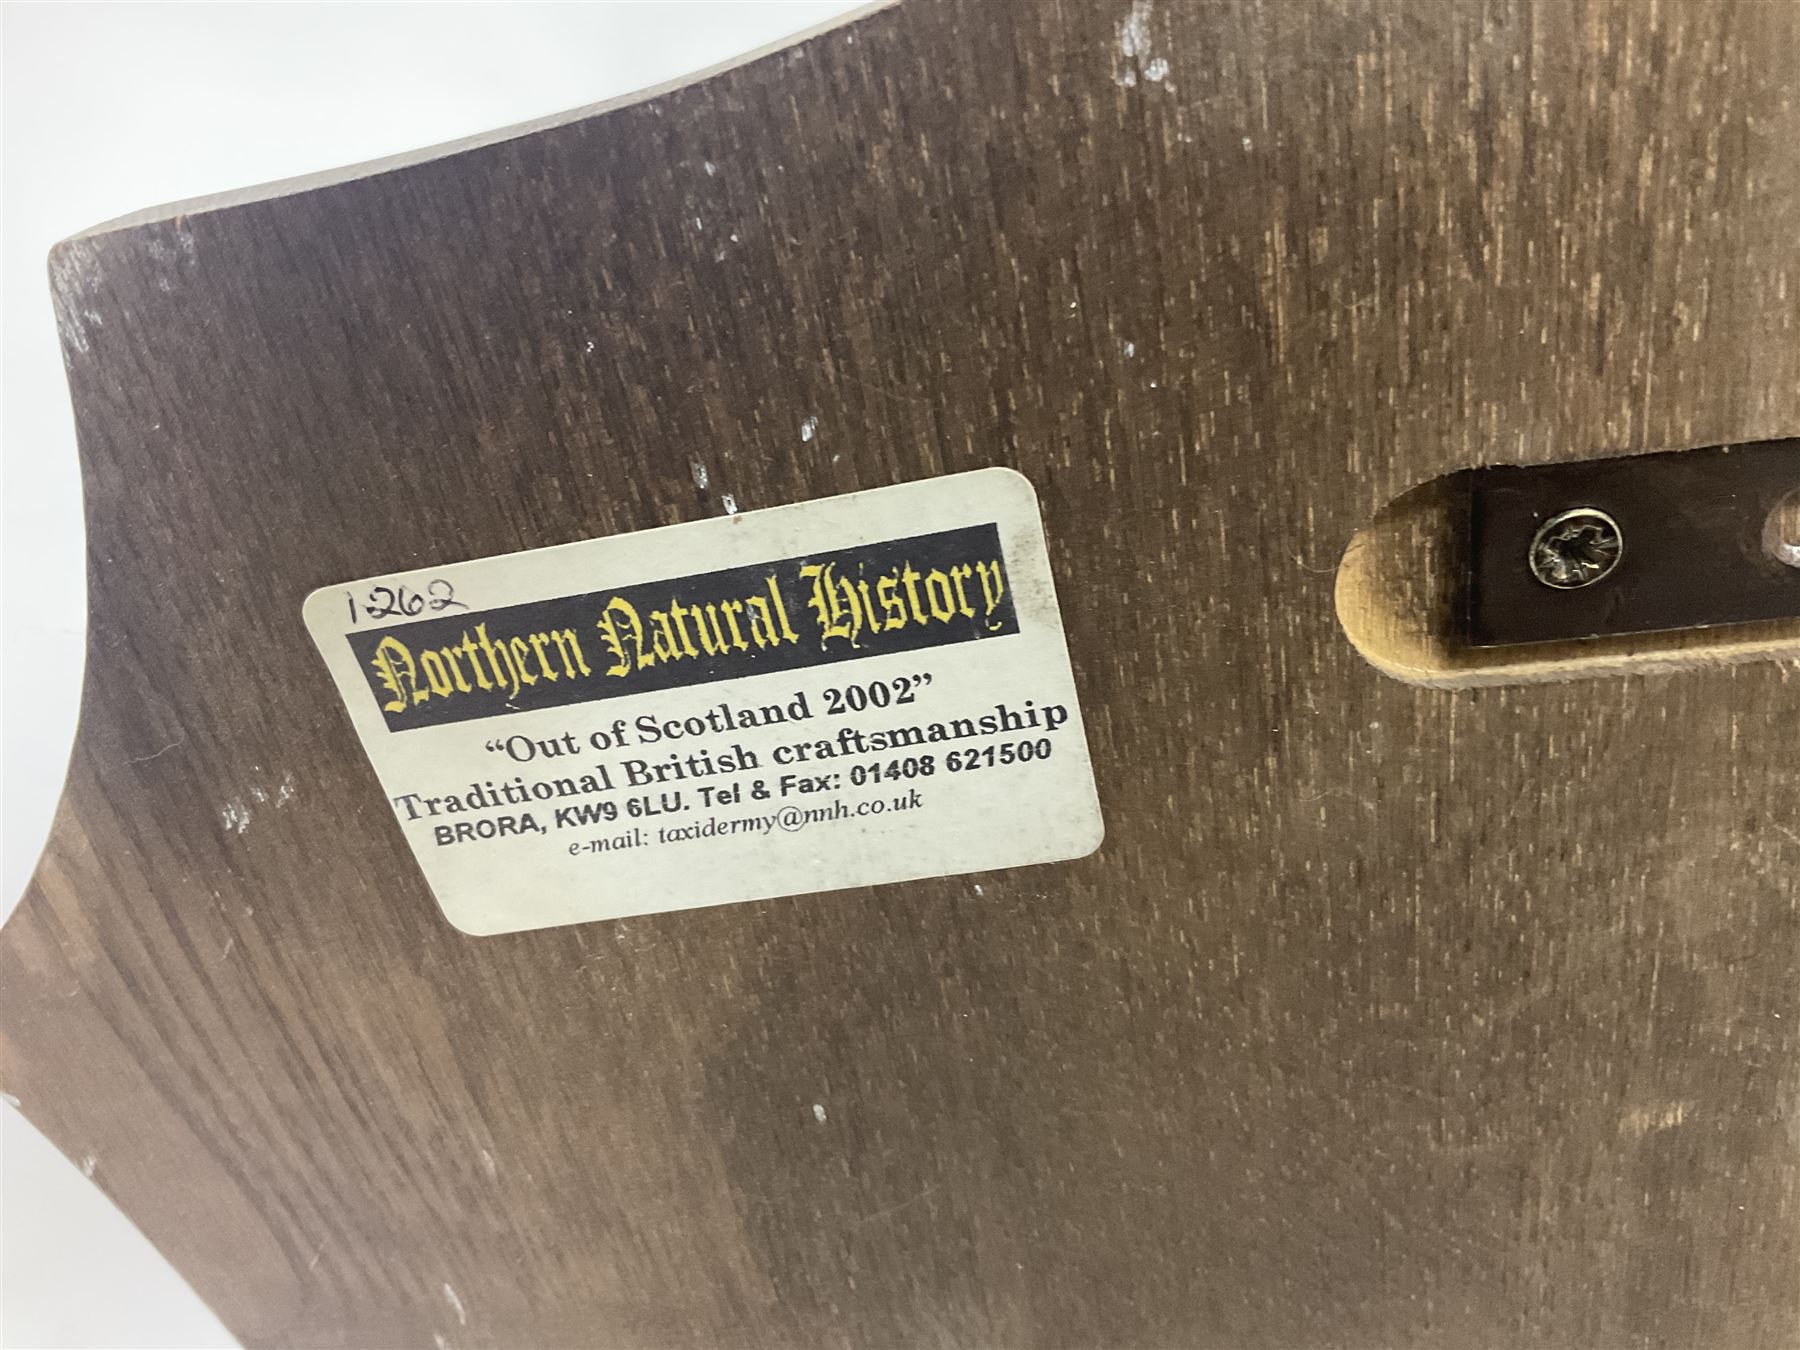 1262
Northern Natural History
“Out of Scotland 2002”
Traditional British craftsmanship
BRORA, KW9 6LU. Tel & Fax: 01408 621500
e-mail: taxidermy@nnh.co.uk